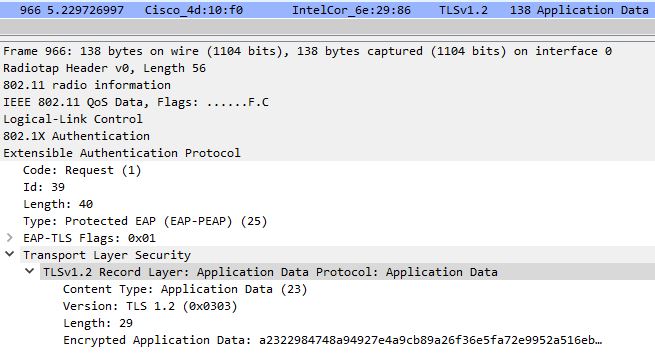 966 5.229726997 Cisco_4d:10:f0 IntelCor_6e:29:86 TLSv1.2 138 Application Data
Frame 966: 138 bytes on wire (1104 bits), 138 bytes captured (1104 bits) on interface 0
Radiotap Header v0, Length 56
802.11 radio information
IEEE 802.11 QoS Data, Flags: ......F.C
Logical-Link Control
802.1X Authentication
Extensible Authentication Protocol
Code: Request (1)
Id: 39
Length: 40
Type: Protected EAP (EAP-PEAP) (25)
EAP-TLS Flags: 0x01
Transport Layer Security
TLSv1.2 Record Layer: Application Data Protocol: Application Data
Content Type: Application Data (23)
Version: TLS 1.2 (0x0303)
Length: 29
Encrypted Application Data: a2322984748a94927e4a9cb89a26f36e5fa72e9952a516eb…